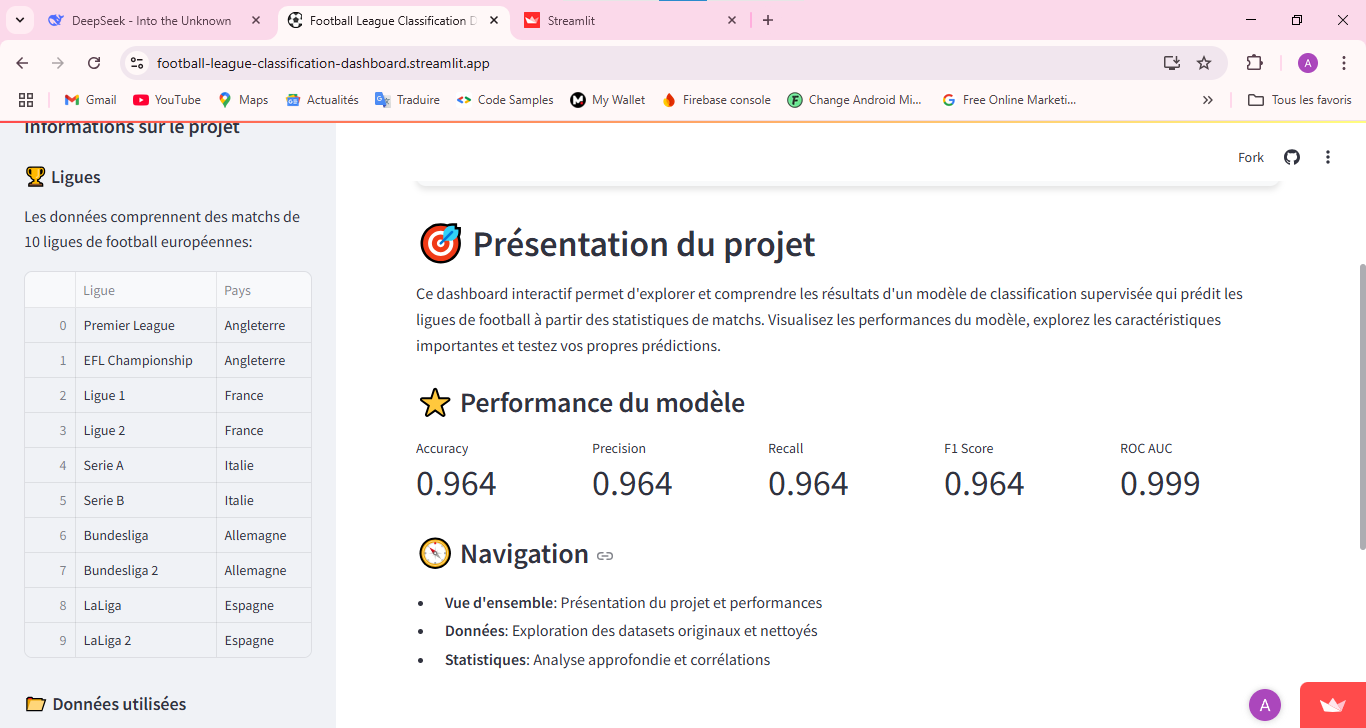 DeepSeek - Into the Unknown
Football League Classification D
Streamlit
football-league-classification-dashboard.streamlit.app
A
Gmail
YouTube
Maps
Actualités
Traduire
Code Samples
My Wallet
Firebase console
Change Android Mi...
Free Online Marketi...
Tous les favoris
Informations sur le projet
Ligues
Les données comprennent des matchs de
10 ligues de football européennes:
Ligue Pays
0 Premier League Angleterre
1 EFL Championship Angleterre
2 Ligue 1 France
3 Ligue 2 France
4 Serie A Italie
5 Serie B Italie
6 Bundesliga Allemagne
7 Bundesliga 2 Allemagne
8 LaLiga Espagne
9 LaLiga 2 Espagne
Données utilisées
Fork
Présentation du projet
Ce dashboard interactif permet d'explorer et comprendre les résultats d'un modèle de classification supervisée qui prédit les
ligues de football à partir des statistiques de matchs. Visualisez les performances du modèle, explorez les caractéristiques
importantes et testez vos propres prédictions.
Performance du modèle
Accuracy Precision Recall F1 Score ROC AUC
0.964 0.964 0.964 0.964 0.999
Navigation
• Vue d'ensemble: Présentation du projet et performances
• Données: Exploration des datasets originaux et nettoyés
• Statistiques: Analyse approfondie et corrélations
A